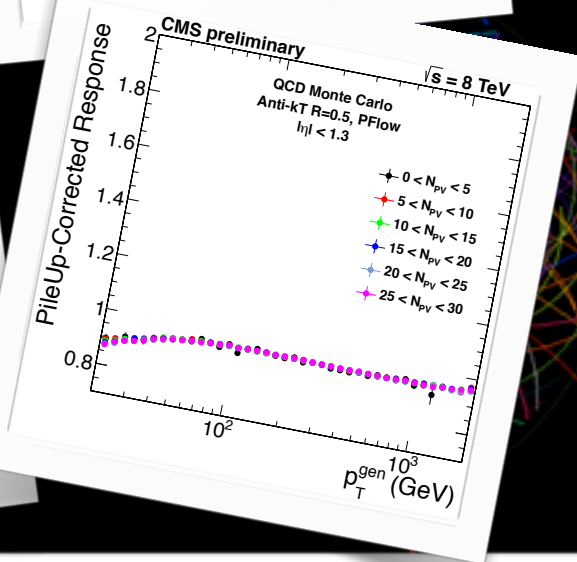 CMS preliminary
√s = 8 TeV
QCD Monte Carlo
Anti-kT R=0.5, PFlow
|η| < 1.3
0 < N_PV < 5
5 < N_PV < 10
10 < N_PV < 15
15 < N_PV < 20
20 < N_PV < 25
25 < N_PV < 30
PileUp-Corrected Response
2
1.8
1.6
1.4
1.2
1
0.8
10²
10³
p_T^gen (GeV)